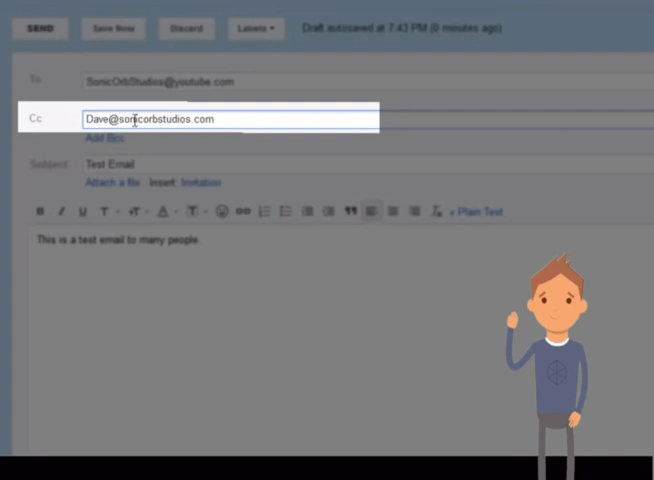 SEND Save Now Discard Labels Draft autosaved at 7:43 PM (0 minutes ago)
To SonicOrbStudios@youtube.com
Cc Dave@sonicorbstudios.com
Add Bcc
Subject Test Email
Attach a file Insert: Invitation
B I U T T A T « Plain Text
This is a test email to many people.